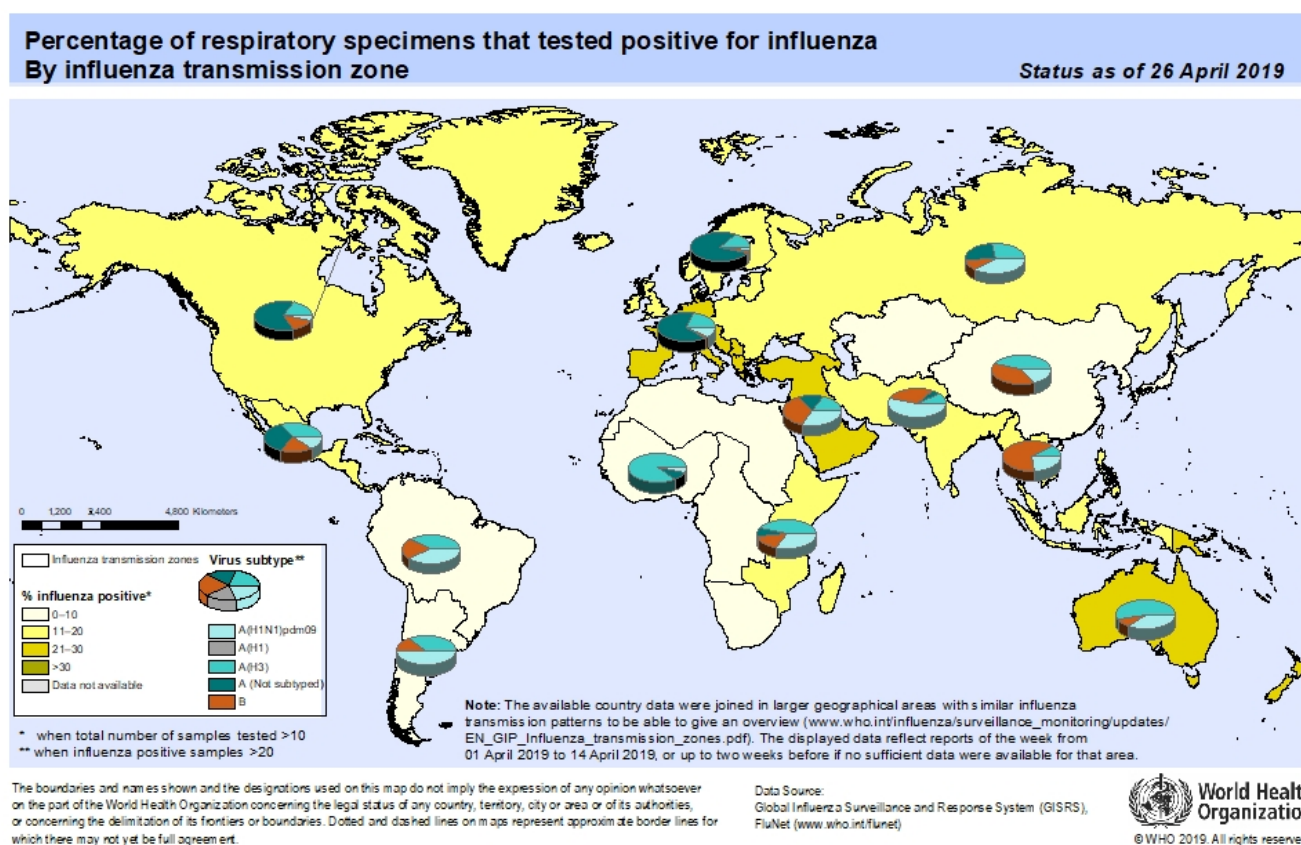 Percentage of respiratory specimens that tested positive for influenza
By influenza transmission zone
Status as of 26 April 2019
0 1,200 2,400 4,800 Kilometers
Influenza transmission zones
% influenza positive*
0–10
11–20
21–30
>30
Data not available
Virus subtype**
A(H1N1)pdm09
A(H1)
A(H3)
A (Not subtyped)
B
* when total number of samples tested >10
** when influenza positive samples >20
Note: The available country data were joined in larger geographical areas with similar influenza
transmission patterns to be able to give an overview (www.who.int/influenza/surveillance_monitoring/updates/
EN_GIP_Influenza_transmission_zones.pdf). The displayed data reflect reports of the week from
01 April 2019 to 14 April 2019, or up to two weeks before if no sufficient data were available for that area.
The boundaries and names shown and the designations used on this map do not imply the expression of any opinion whatsoever
on the part of the World Health Organization concerning the legal status of any country, territory, city or area or of its authorities,
or concerning the delimitation of its frontiers or boundaries. Dotted and dashed lines on maps represent approximate border lines for
which there may not yet be full agreement.
Data Source:
Global Influenza Surveillance and Response System (GISRS),
FluNet (www.who.int/flunet)
World Healt
Organizatio
© WHO 2019. All rights reserve